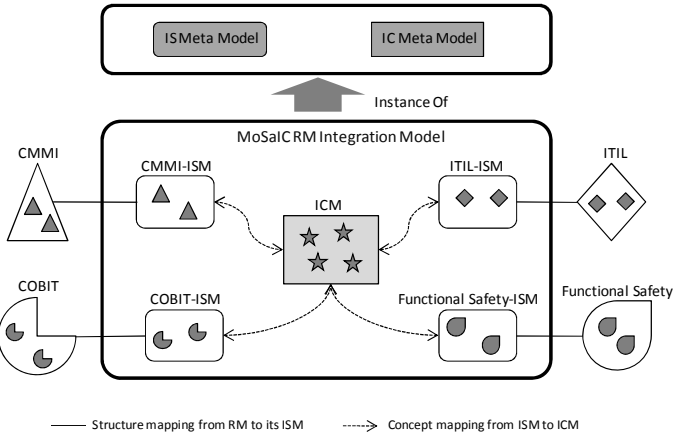 IS Meta Model
IC Meta Model
Instance Of
MoSaIC RM Integration Model
CMMI
CMMI-ISM
ITIL-ISM
ITIL
ICM
COBIT
COBIT-ISM
Functional Safety-ISM
Functional Safety
Structure mapping from RM to its ISM
Concept mapping from ISM to ICM